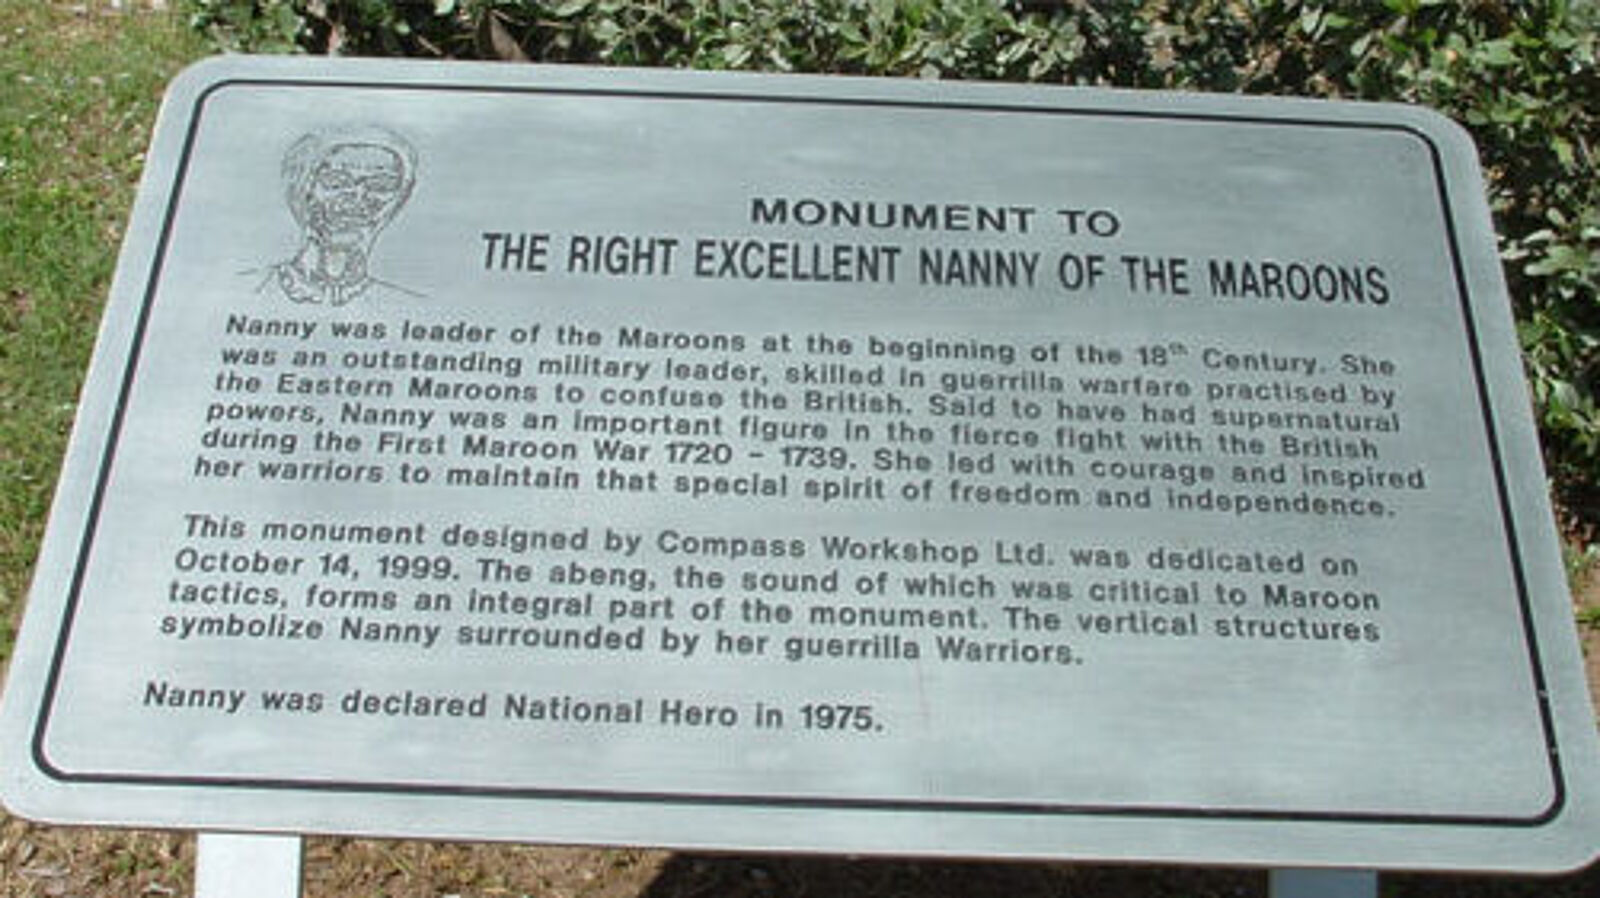 MONUMENT TO
THE RIGHT EXCELLENT NANNY OF THE MAROONS
Nanny was leader of the Maroons at the beginning of the 18th Century. She
was an outstanding military leader, skilled in guerrilla warfare practised by
the Eastern Maroons to confuse the British. Said to have had supernatural
powers, Nanny was an important figure in the fierce fight with the British
during the First Maroon War 1720 - 1739. She led with courage and inspired
her warriors to maintain that special spirit of freedom and independence.
This monument designed by Compass Workshop Ltd. was dedicated on
October 14, 1999. The abeng, the sound of which was critical to Maroon
tactics, forms an integral part of the monument. The vertical structures
symbolize Nanny surrounded by her guerrilla Warriors.
Nanny was declared National Hero in 1975.